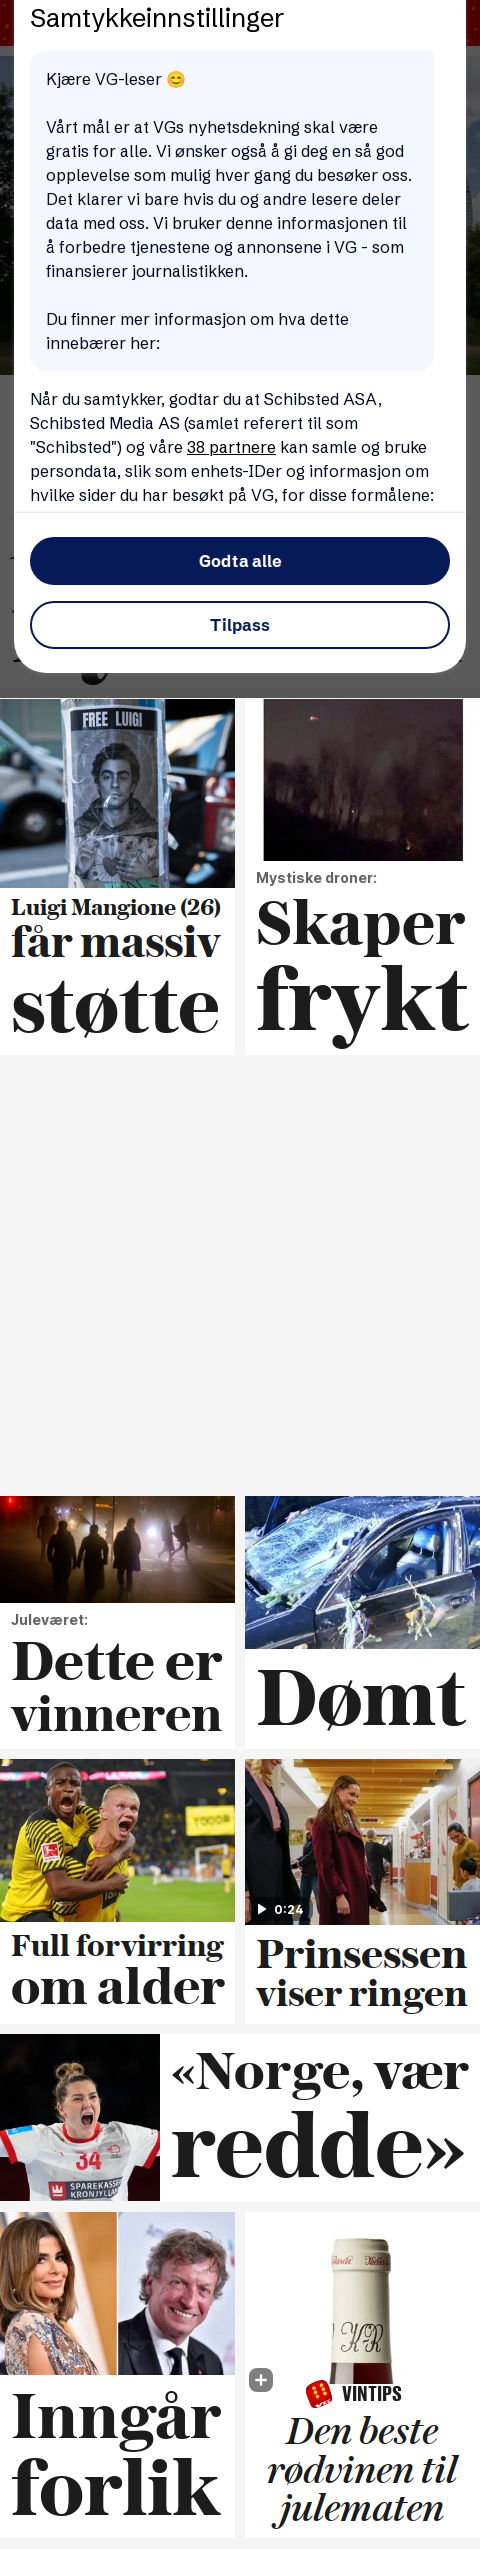 Samtykkeinnstillinger
Kjære VG-leser 😊
Vårt mål er at VGs nyhetsdekning skal være
gratis for alle. Vi ønsker også å gi deg en så god
opplevelse som mulig hver gang du besøker oss.
Det klarer vi bare hvis du og andre lesere deler
data med oss. Vi bruker denne informasjonen til
å forbedre tjenestene og annonsene i VG - som
finansierer journalistikken.
Du finner mer informasjon om hva dette
innebærer her:
Når du samtykker, godtar du at Schibsted ASA,
Schibsted Media AS (samlet referert til som
"Schibsted") og våre 38 partnere kan samle og bruke
persondata, slik som enhets-IDer og informasjon om
hvilke sider du har besøkt på VG, for disse formålene:
Godta alle
Tilpass
FREE LUIGI
Luigi Mangione (26)
får massiv
støtte
Mystiske droner:
Skaper
frykt
Juleværet:
Dette er
vinneren
Dømt
Full forvirring
om alder
0:24
Prinsessen
viser ringen
34
SPAREKASSEN
KRONJYLLAND
«Norge, vær
redde»
Inngår
forlik
VINTIPS
Den beste
rødvinen til
julematen